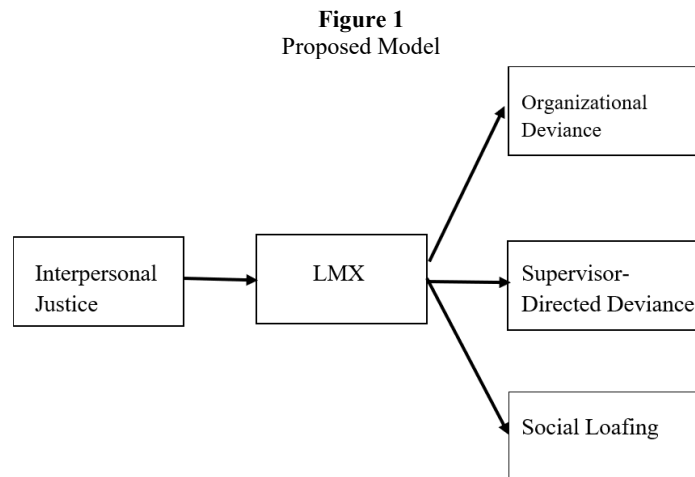 Figure 1
Proposed Model
Organizational
Deviance
Interpersonal
Justice
LMX
Supervisor-
Directed Deviance
Social Loafing